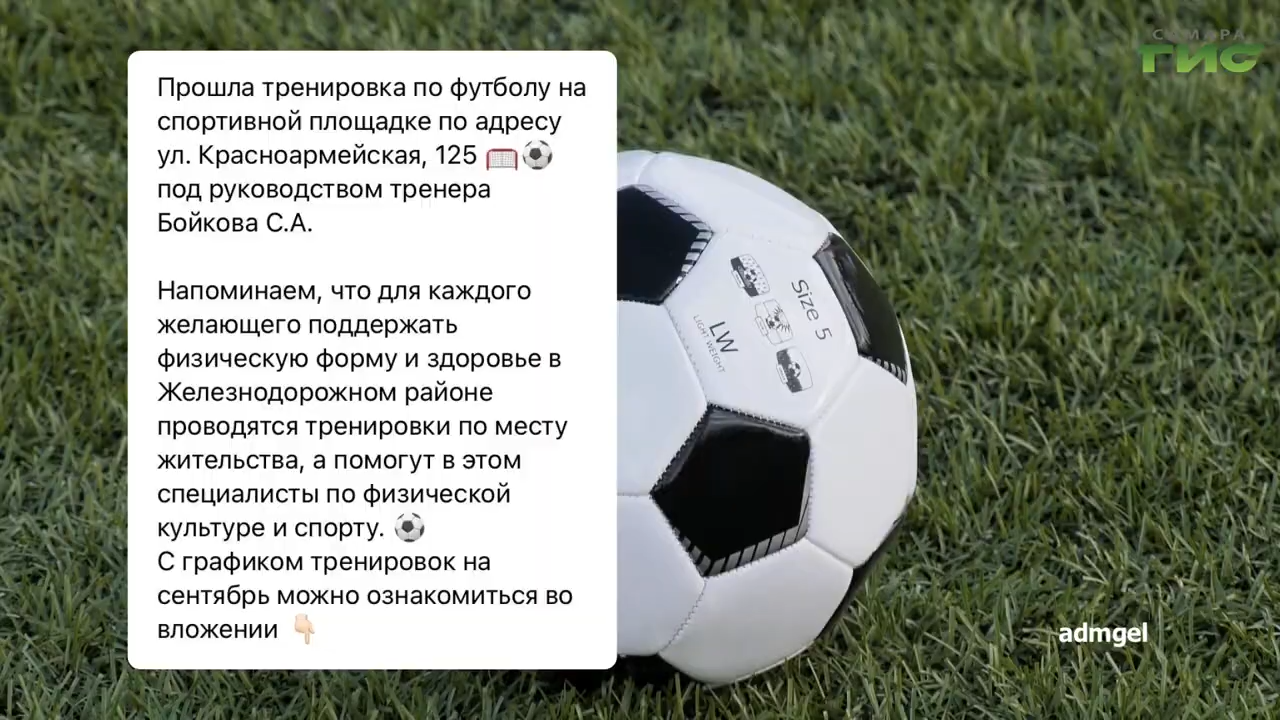 САМАРА
ГИС
Прошла тренировка по футболу на
спортивной площадке по адресу
ул. Красноармейская, 125 🥅⚽
под руководством тренера
Бойкова С.А.
Напоминаем, что для каждого
желающего поддержать
физическую форму и здоровье в
Железнодорожном районе
проводятся тренировки по месту
жительства, а помогут в этом
специалисты по физической
культуре и спорту. ⚽
С графиком тренировок на
сентябрь можно ознакомиться во
вложении 👇🏻
Size 5
LW
LIGHT WEIGHT
admgel